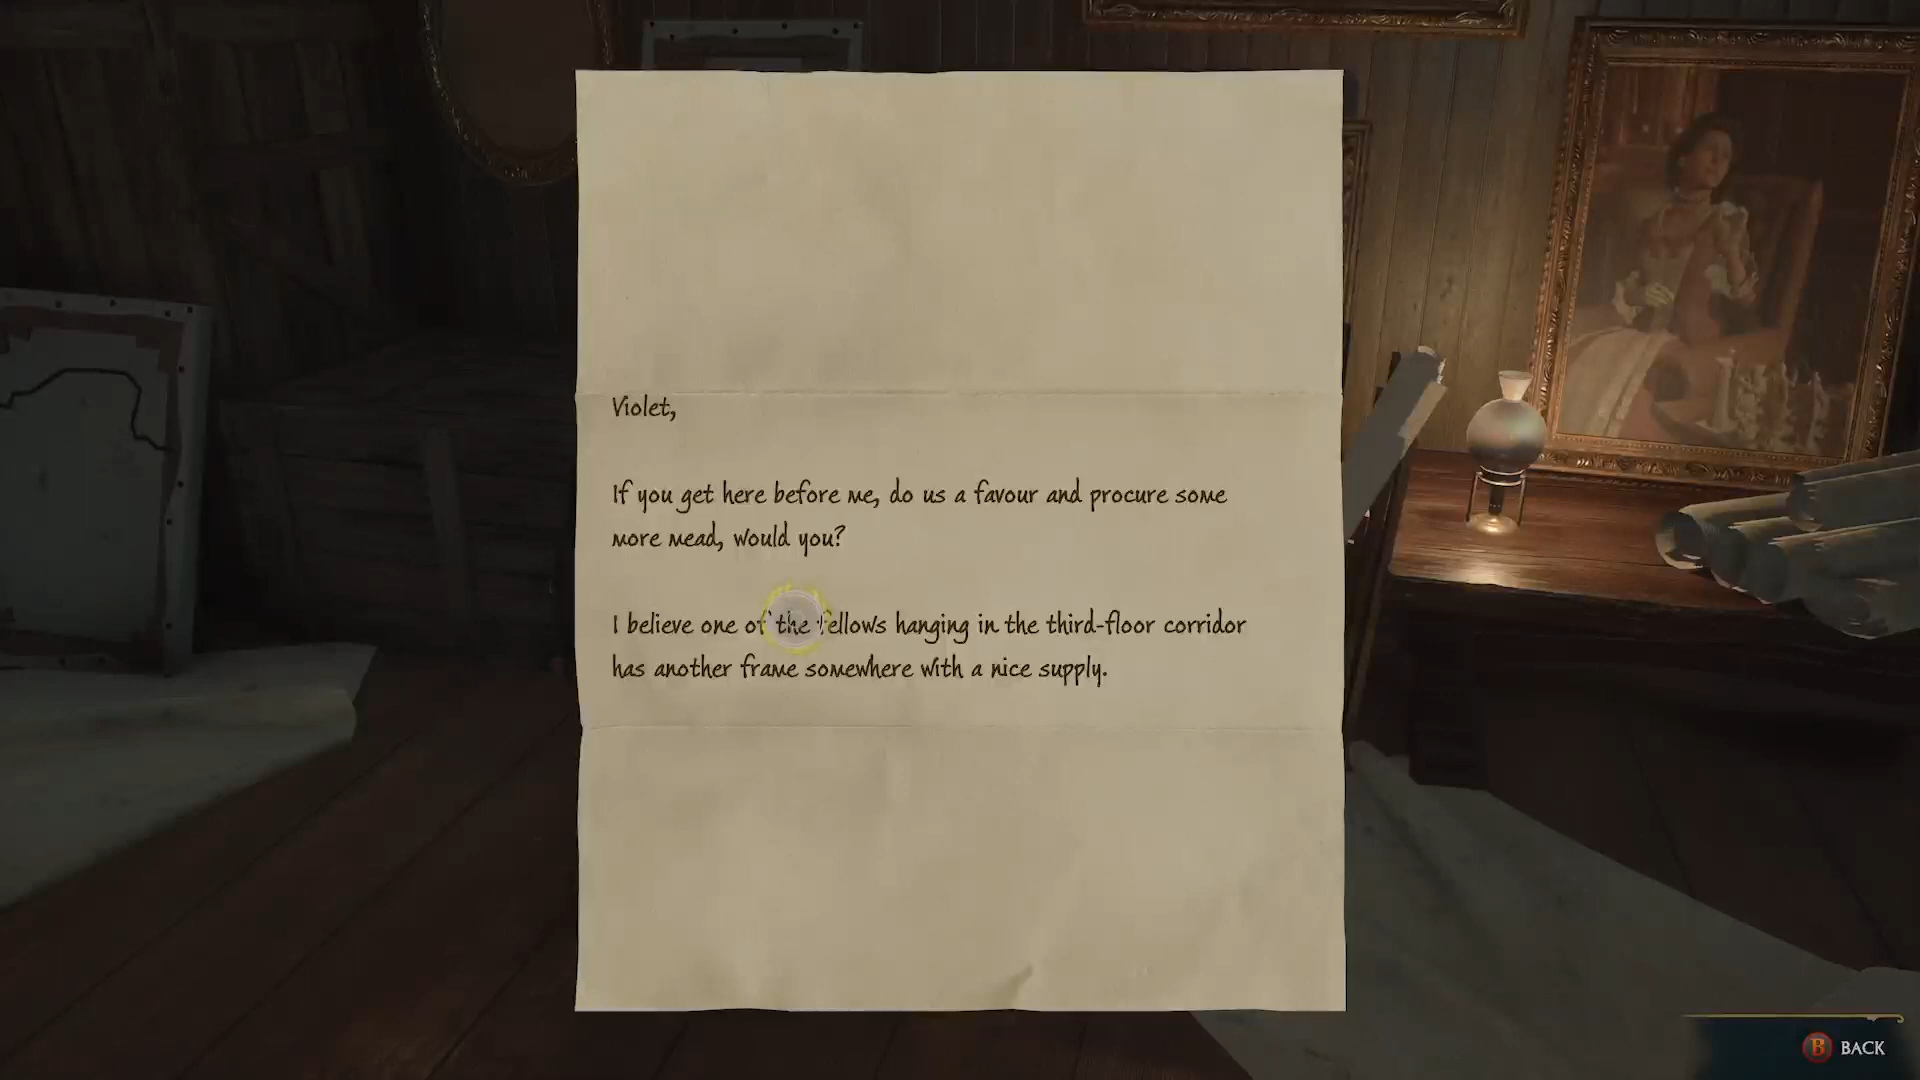 Violet,
If you get here before me, do us a favour and procure some
more mead, would you?
I believe one of the fellows hanging in the third-floor corridor
has another frame somewhere with a nice supply.
B BACK